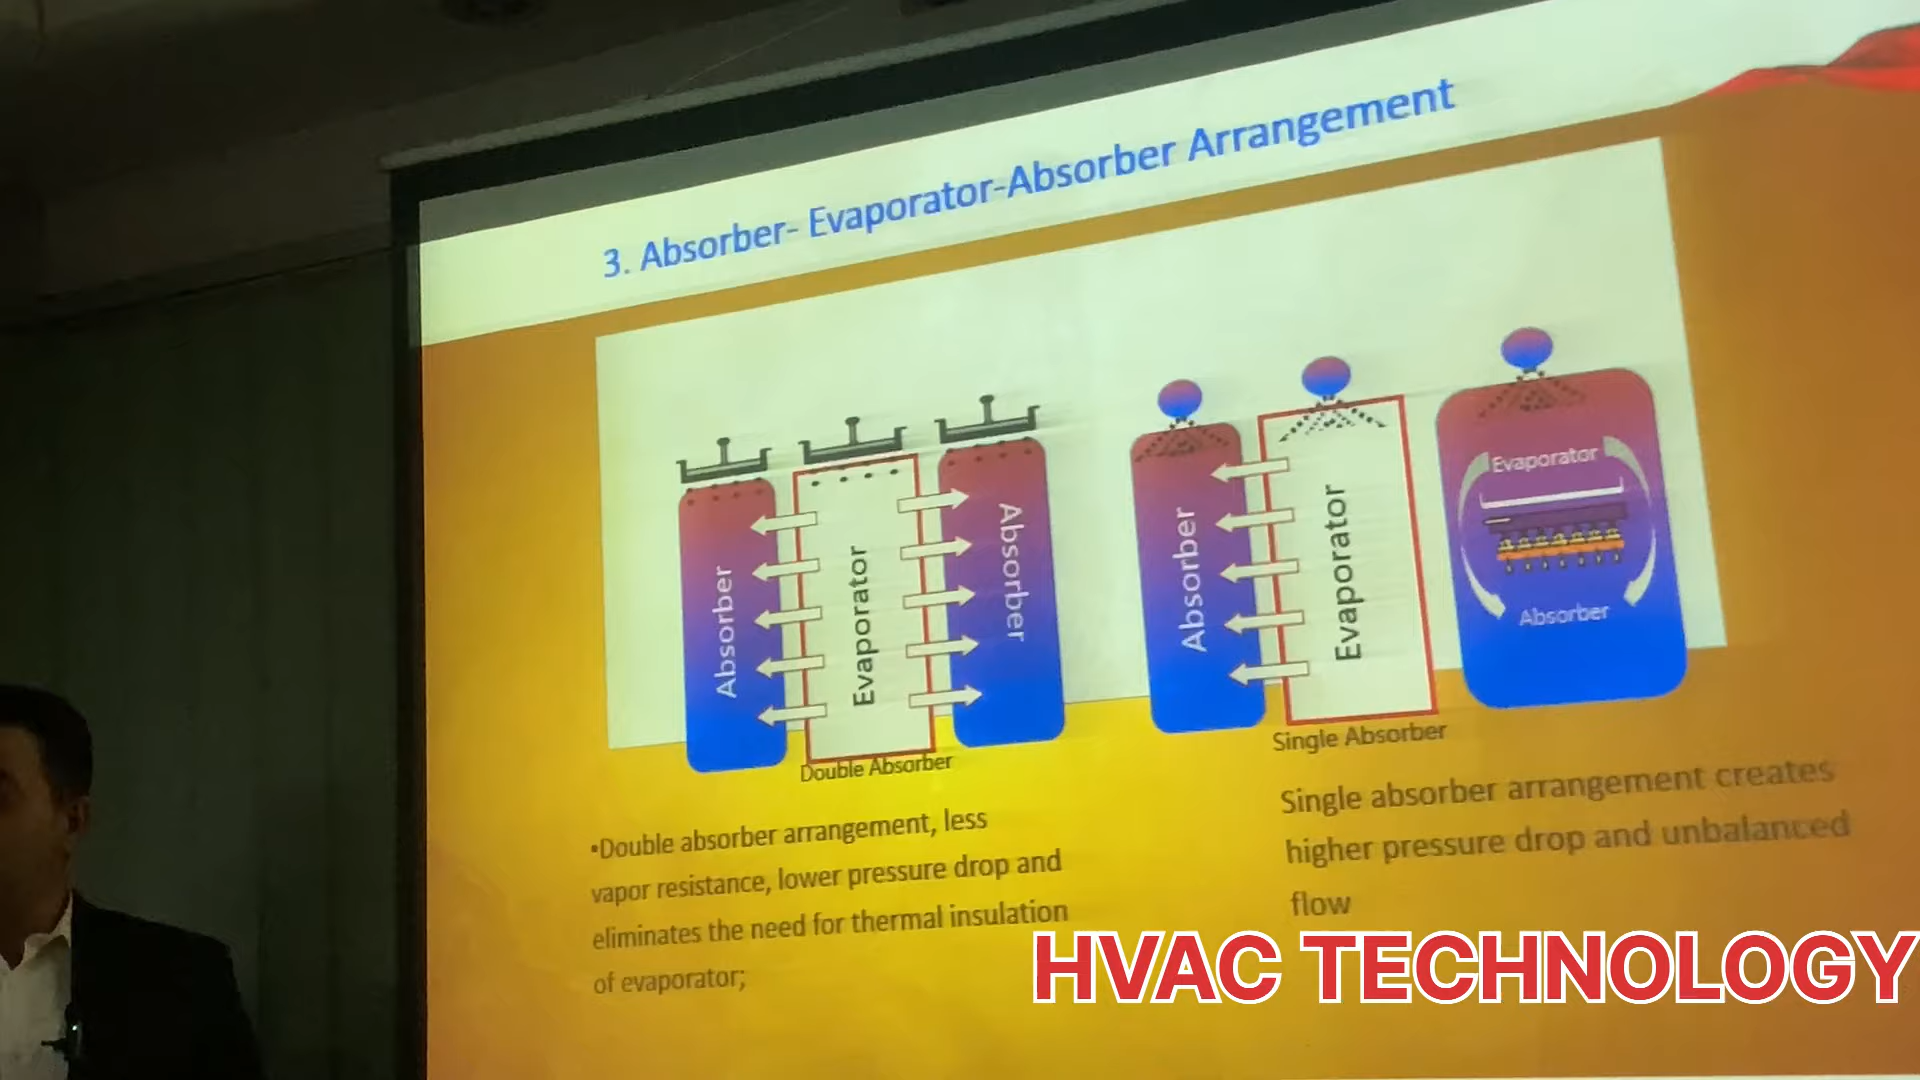 3. Absorber- Evaporator-Absorber Arrangement
Absorber
Evaporator
Absorber
Absorber
Evaporator
Evaporator
Absorber
Double Absorber
Single Absorber
•Double absorber arrangement, less
vapor resistance, lower pressure drop and
eliminates the need for thermal insulation
of evaporator;
Single absorber arrangement creates
higher pressure drop and unbalanced
flow
HVAC TECHNOLOGY